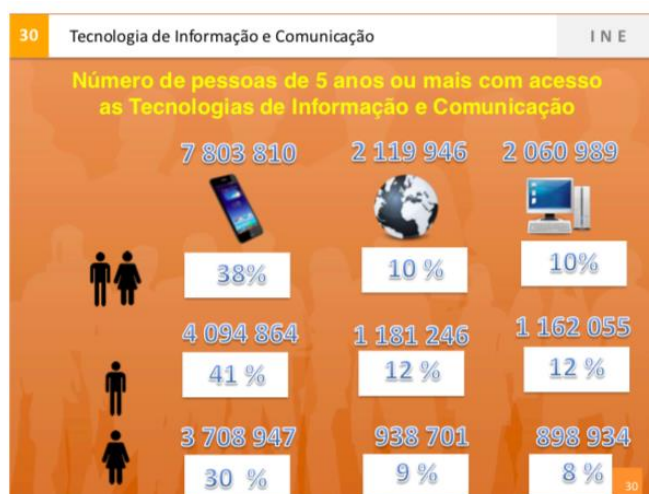 30 Tecnologia de Informação e Comunicação I N E
Número de pessoas de 5 anos ou mais com acesso
as Tecnologias de Informação e Comunicação
7 803 810 2 119 946 2 060 989
38% 10 % 10%
4 094 864 1 181 246 1 162 055
41 % 12 % 12 %
3 708 947 938 701 898 934
30 % 9 % 8 %
30